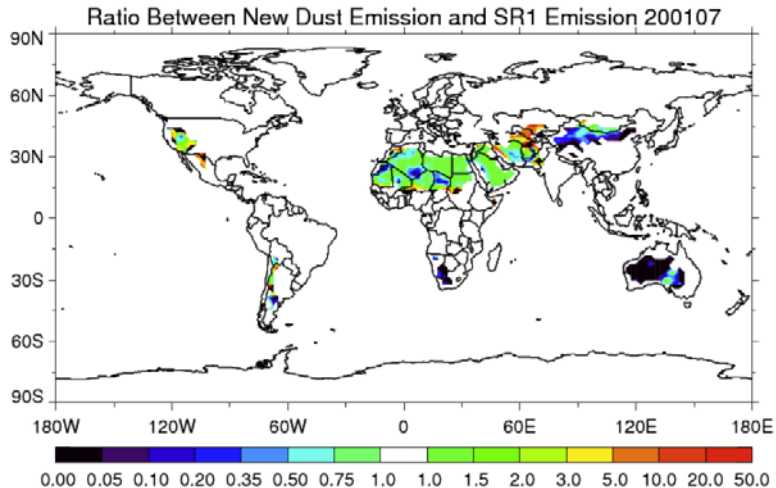 Ratio Between New Dust Emission and SR1 Emission 200107
90N
60N
30N
0
30S
60S
90S
180W 120W 60W 0 60E 120E 180E
0.00 0.05 0.10 0.20 0.35 0.50 0.75 1.0 1.0 1.5 2.0 3.0 5.0 10.0 20.0 50.0